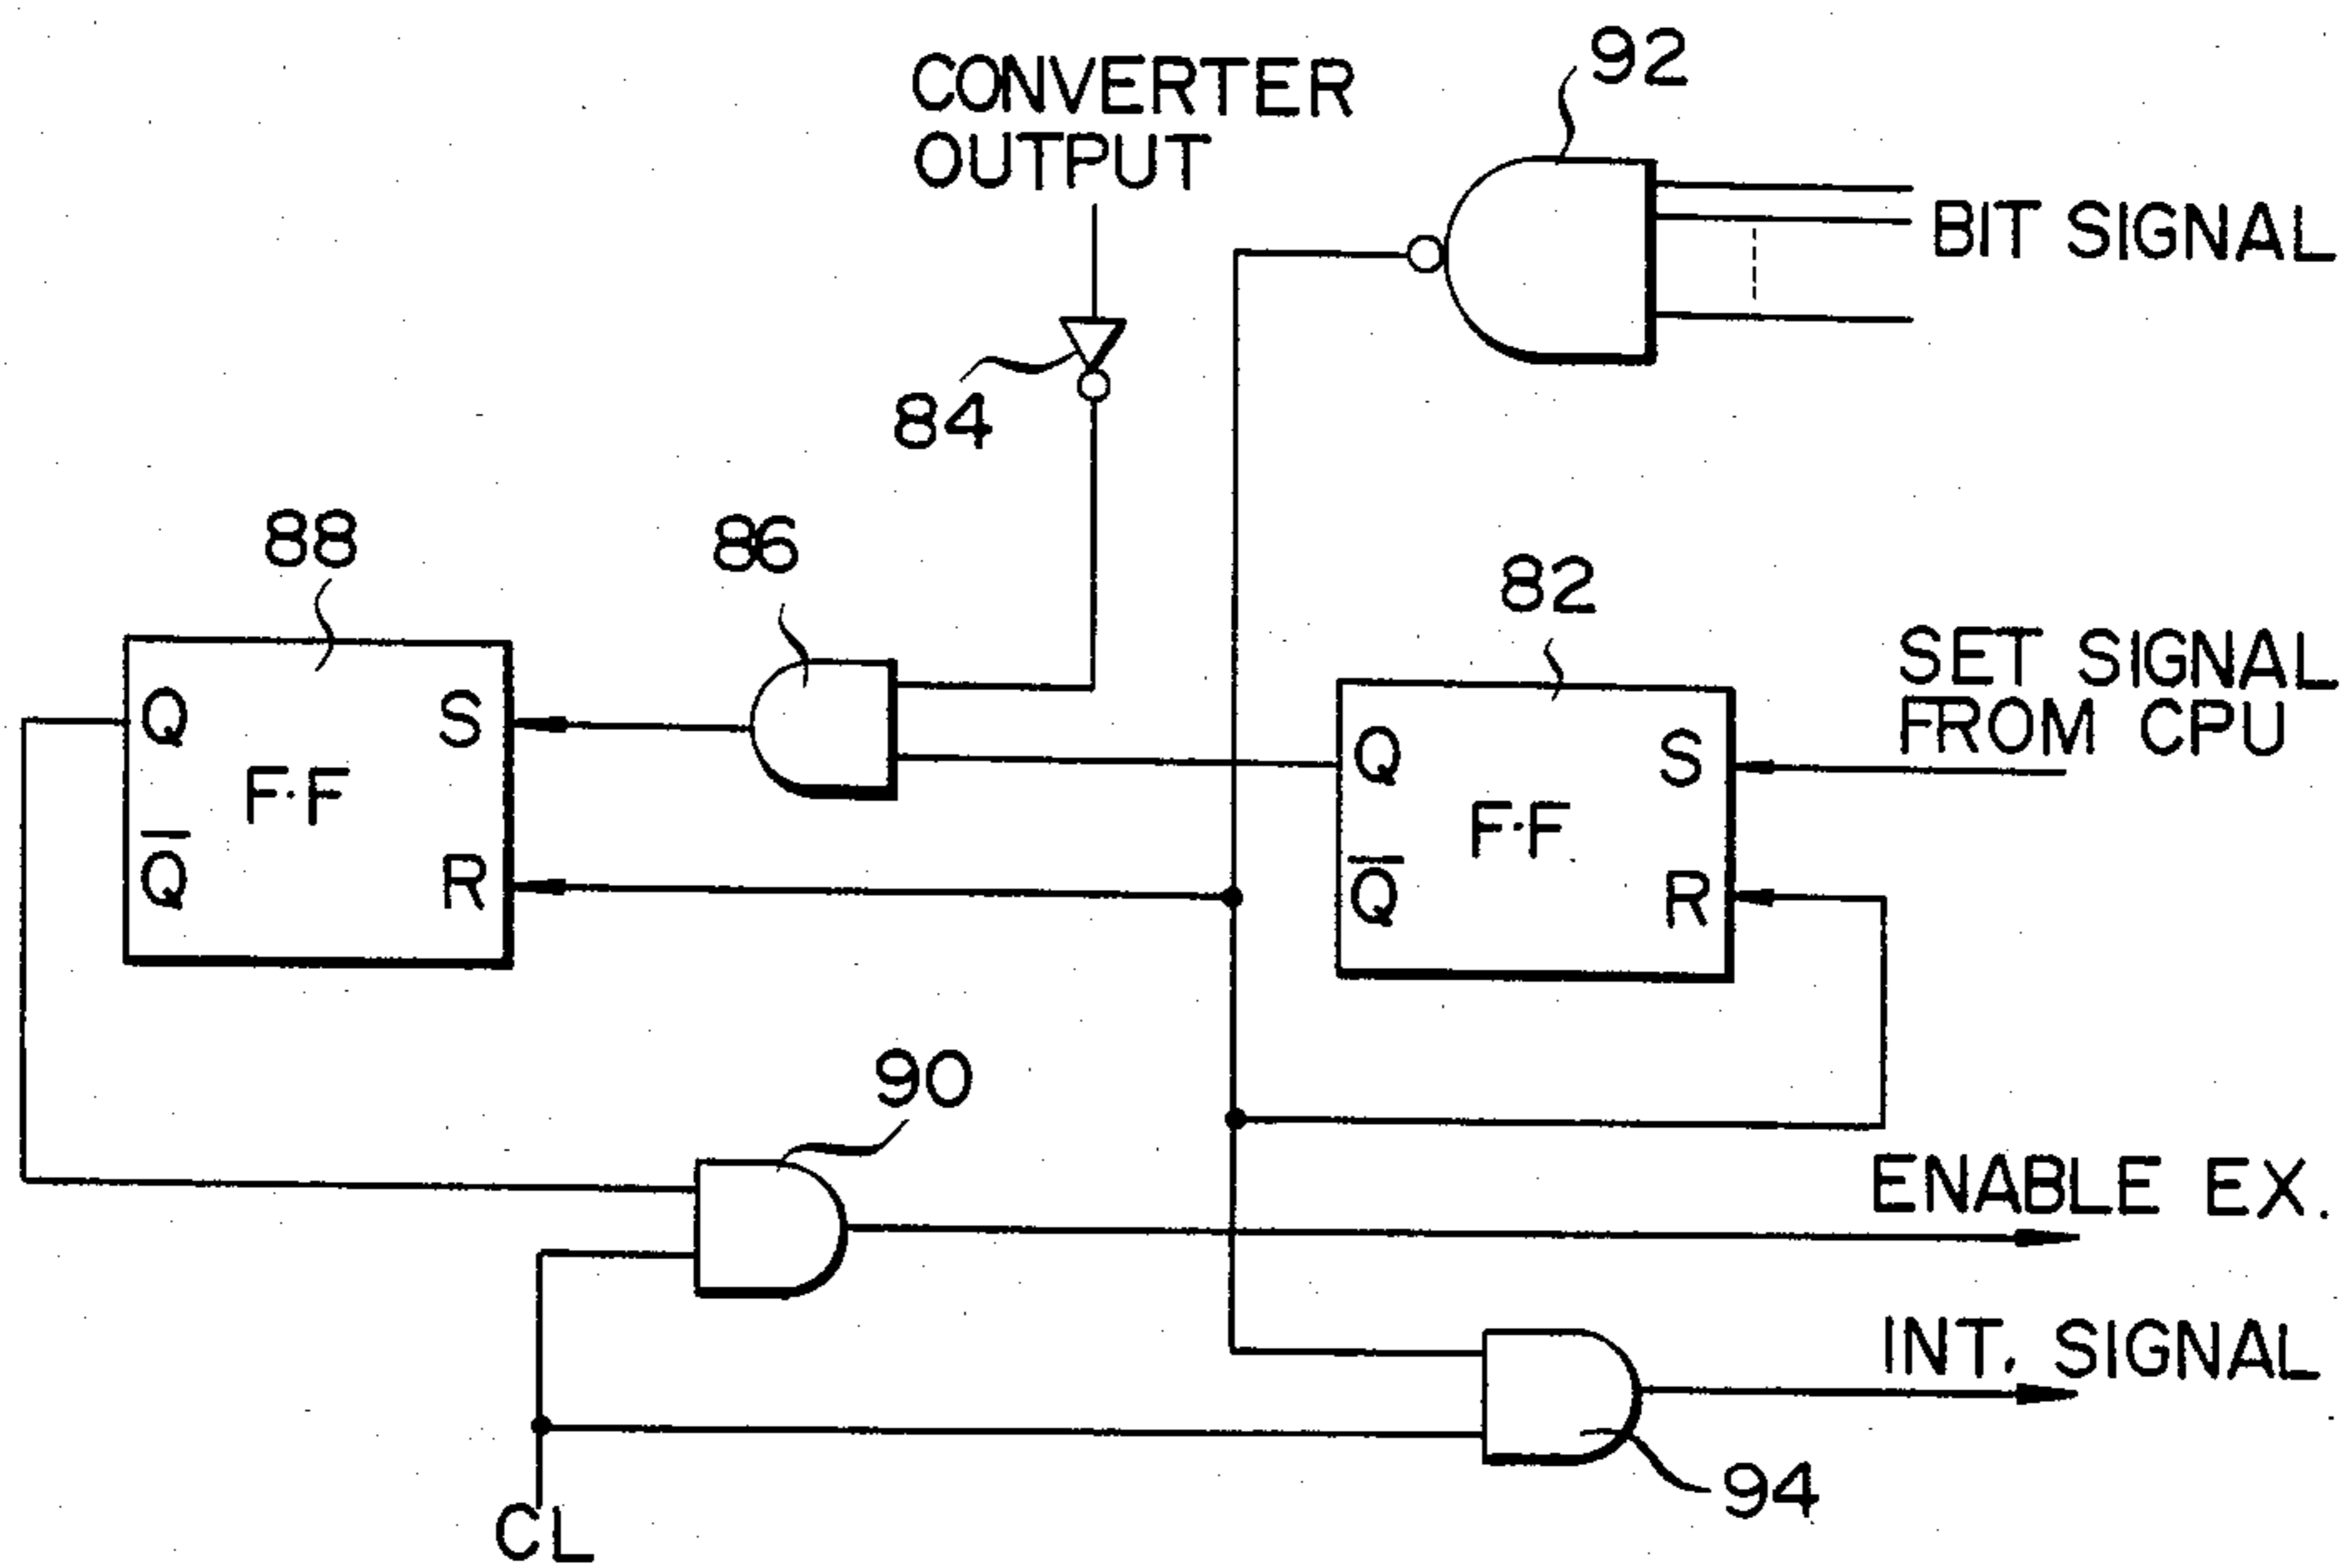 92
CONVERTER
OUTPUT
BIT SIGNAL
84
88
86
82
SET SIGNAL
FROM CPU
Q
S
F·F
Q̅
R
Q
S
F·F
Q̅
R
90
ENABLE EX.
INT. SIGNAL
94
CL